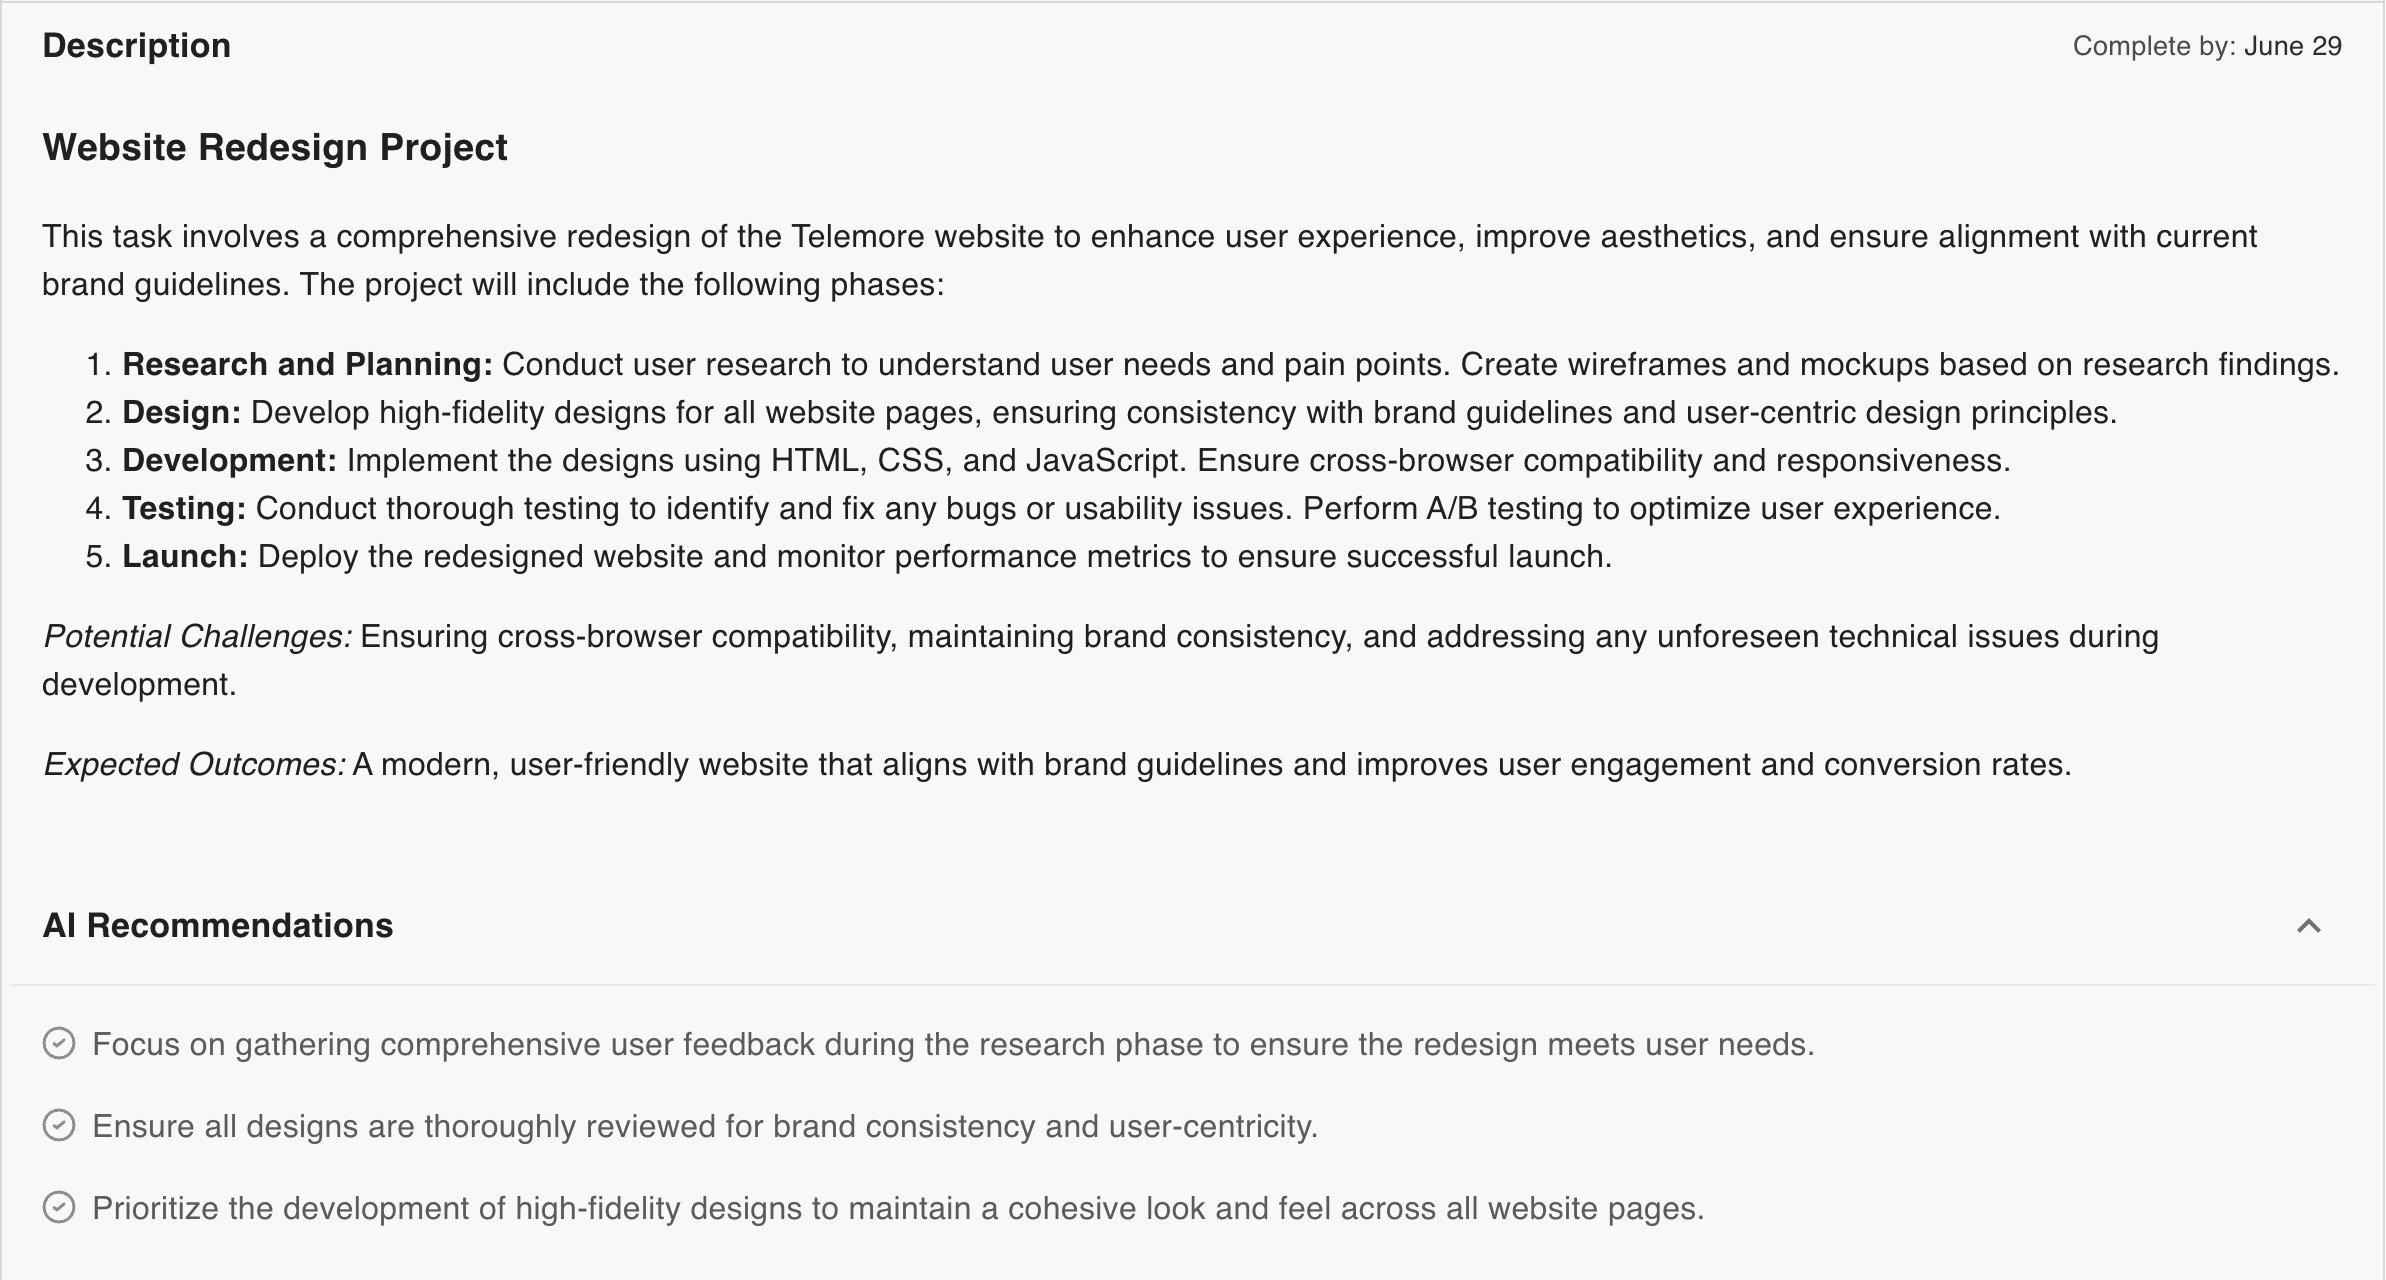 Description
Complete by: June 29
Website Redesign Project
This task involves a comprehensive redesign of the Telemore website to enhance user experience, improve aesthetics, and ensure alignment with current
brand guidelines. The project will include the following phases:
1. Research and Planning: Conduct user research to understand user needs and pain points. Create wireframes and mockups based on research findings.
2. Design: Develop high-fidelity designs for all website pages, ensuring consistency with brand guidelines and user-centric design principles.
3. Development: Implement the designs using HTML, CSS, and JavaScript. Ensure cross-browser compatibility and responsiveness.
4. Testing: Conduct thorough testing to identify and fix any bugs or usability issues. Perform A/B testing to optimize user experience.
5. Launch: Deploy the redesigned website and monitor performance metrics to ensure successful launch.
Potential Challenges: Ensuring cross-browser compatibility, maintaining brand consistency, and addressing any unforeseen technical issues during
development.
Expected Outcomes: A modern, user-friendly website that aligns with brand guidelines and improves user engagement and conversion rates.
AI Recommendations
Focus on gathering comprehensive user feedback during the research phase to ensure the redesign meets user needs.
Ensure all designs are thoroughly reviewed for brand consistency and user-centricity.
Prioritize the development of high-fidelity designs to maintain a cohesive look and feel across all website pages.